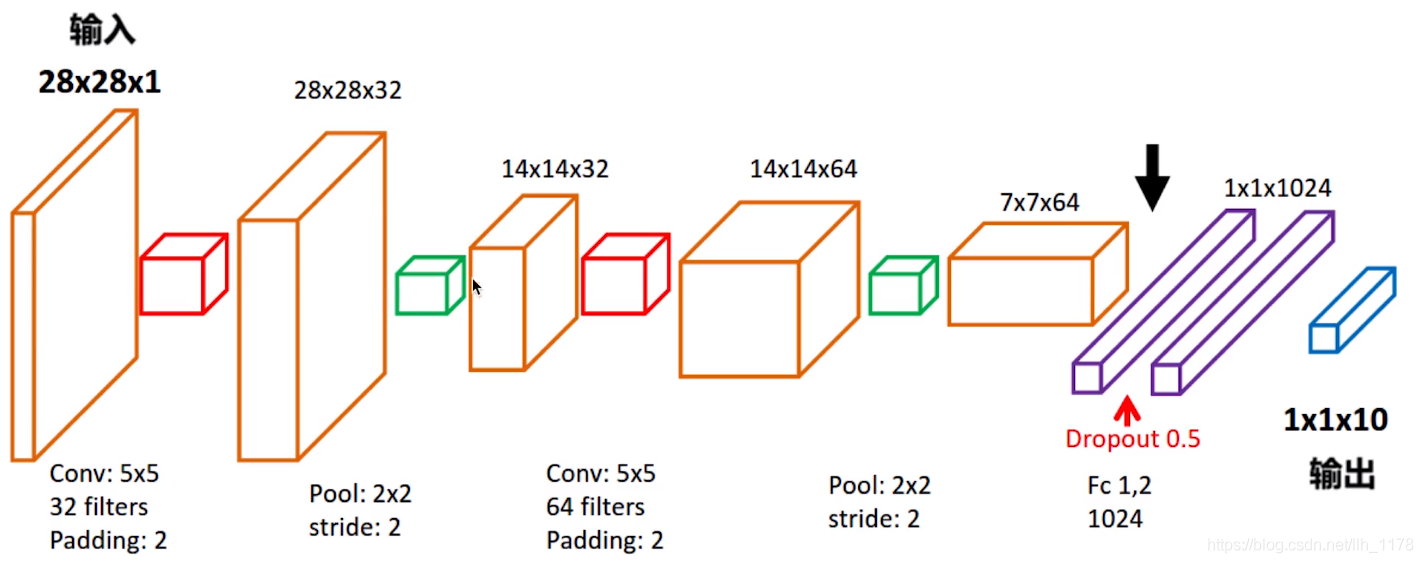 输入
28x28x1
28x28x32
14x14x32
14x14x64
7x7x64
1x1x1024
Dropout 0.5
1x1x10
输出
Conv: 5x5
32 filters
Padding: 2
Pool: 2x2
stride: 2
Conv: 5x5
64 filters
Padding: 2
Pool: 2x2
stride: 2
Fc 1,2
1024
https://blog.csdn.net/llh_1178